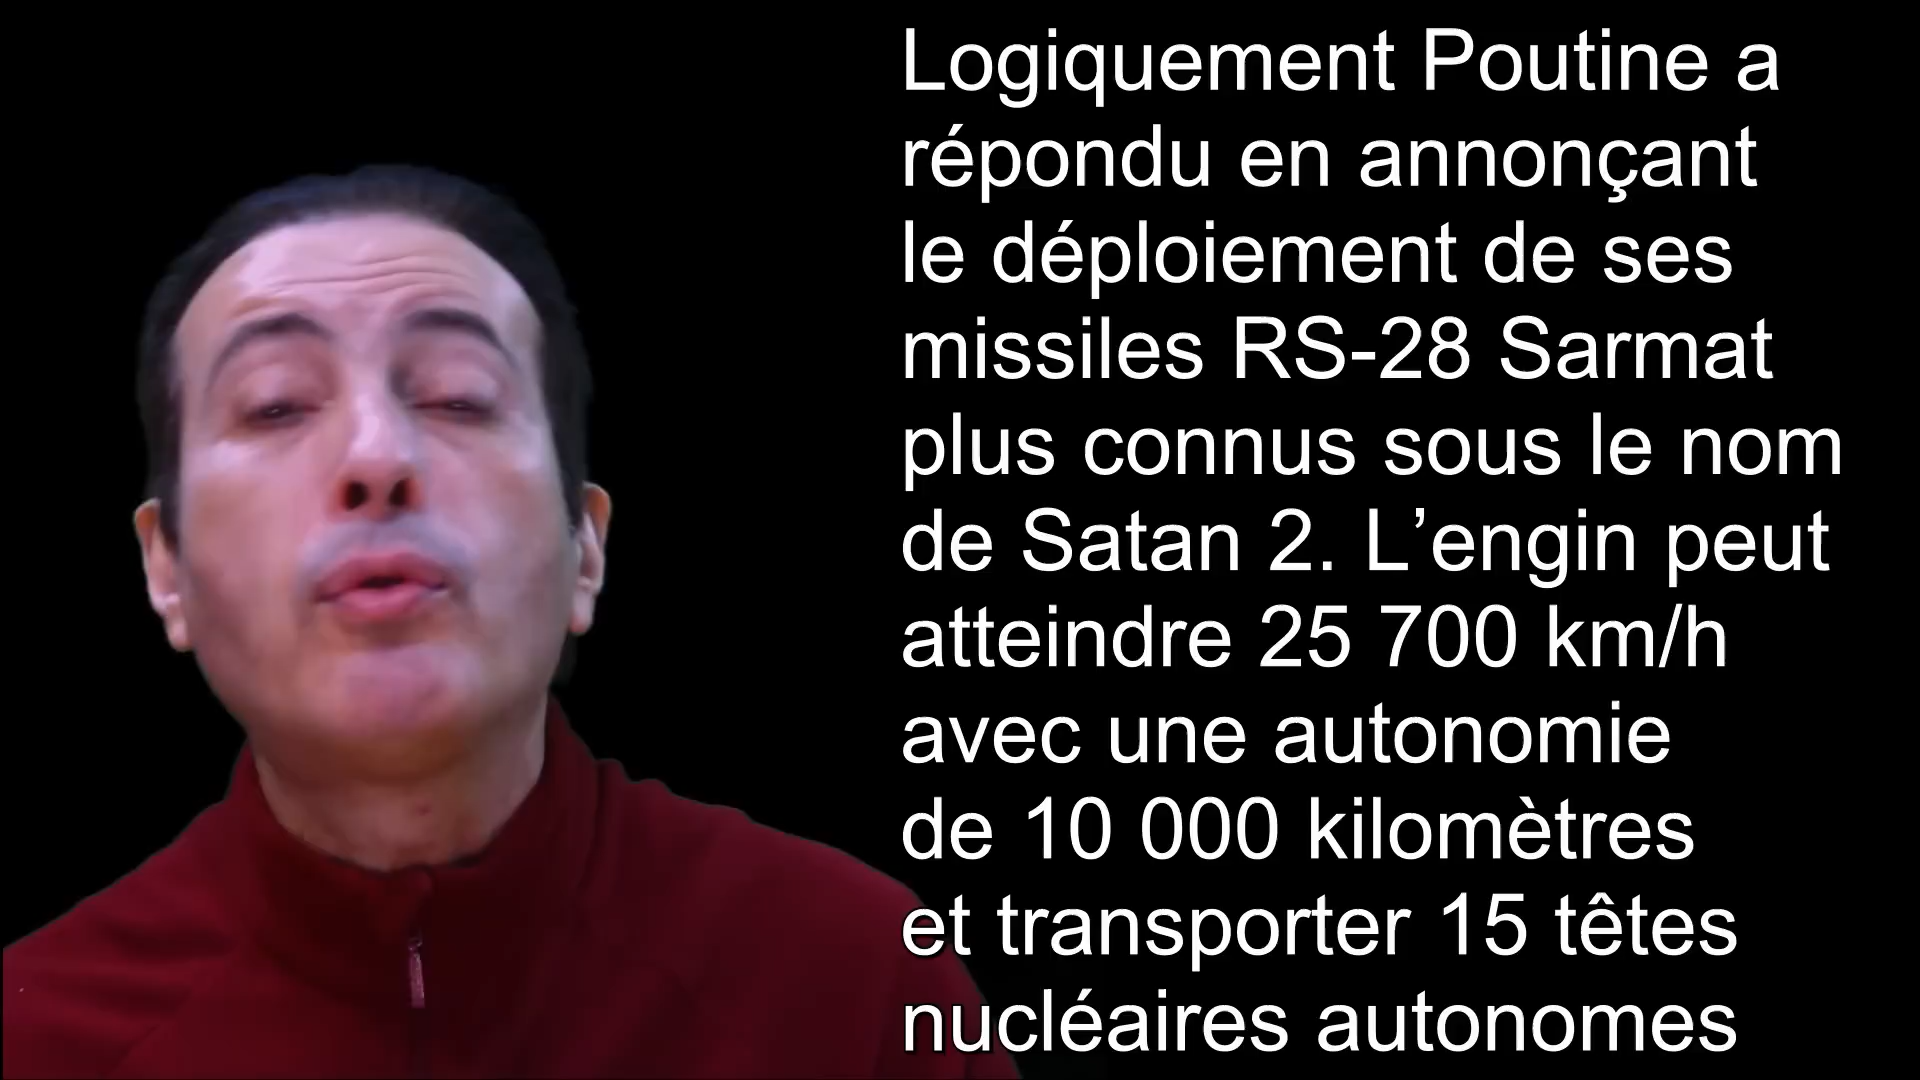 Logiquement Poutine a
répondu en annonçant
le déploiement de ses
missiles RS-28 Sarmat
plus connus sous le nom
de Satan 2. L’engin peut
atteindre 25 700 km/h
avec une autonomie
de 10 000 kilomètres
et transporter 15 têtes
nucléaires autonomes